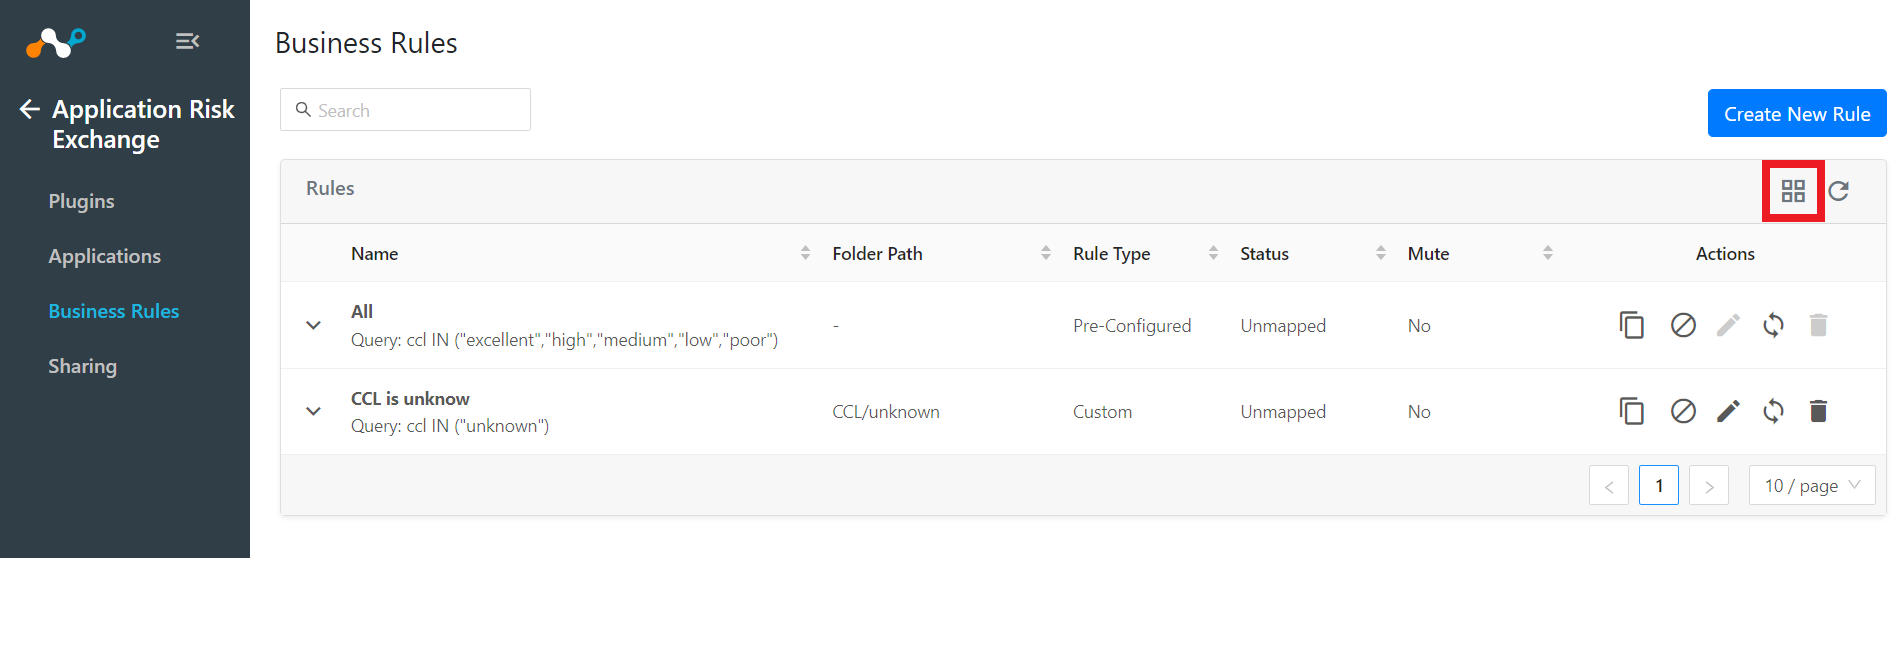 Application Risk
Exchange
Plugins
Applications
Business Rules
Sharing
Business Rules
Search
Create New Rule
Rules
Name Folder Path Rule Type Status Mute Actions
All
Query: ccl IN ("excellent","high","medium","low","poor") - Pre-Configured Unmapped No
CCL is unknow
Query: ccl IN ("unknown") CCL/unknown Custom Unmapped No
< 1 > 10 / page